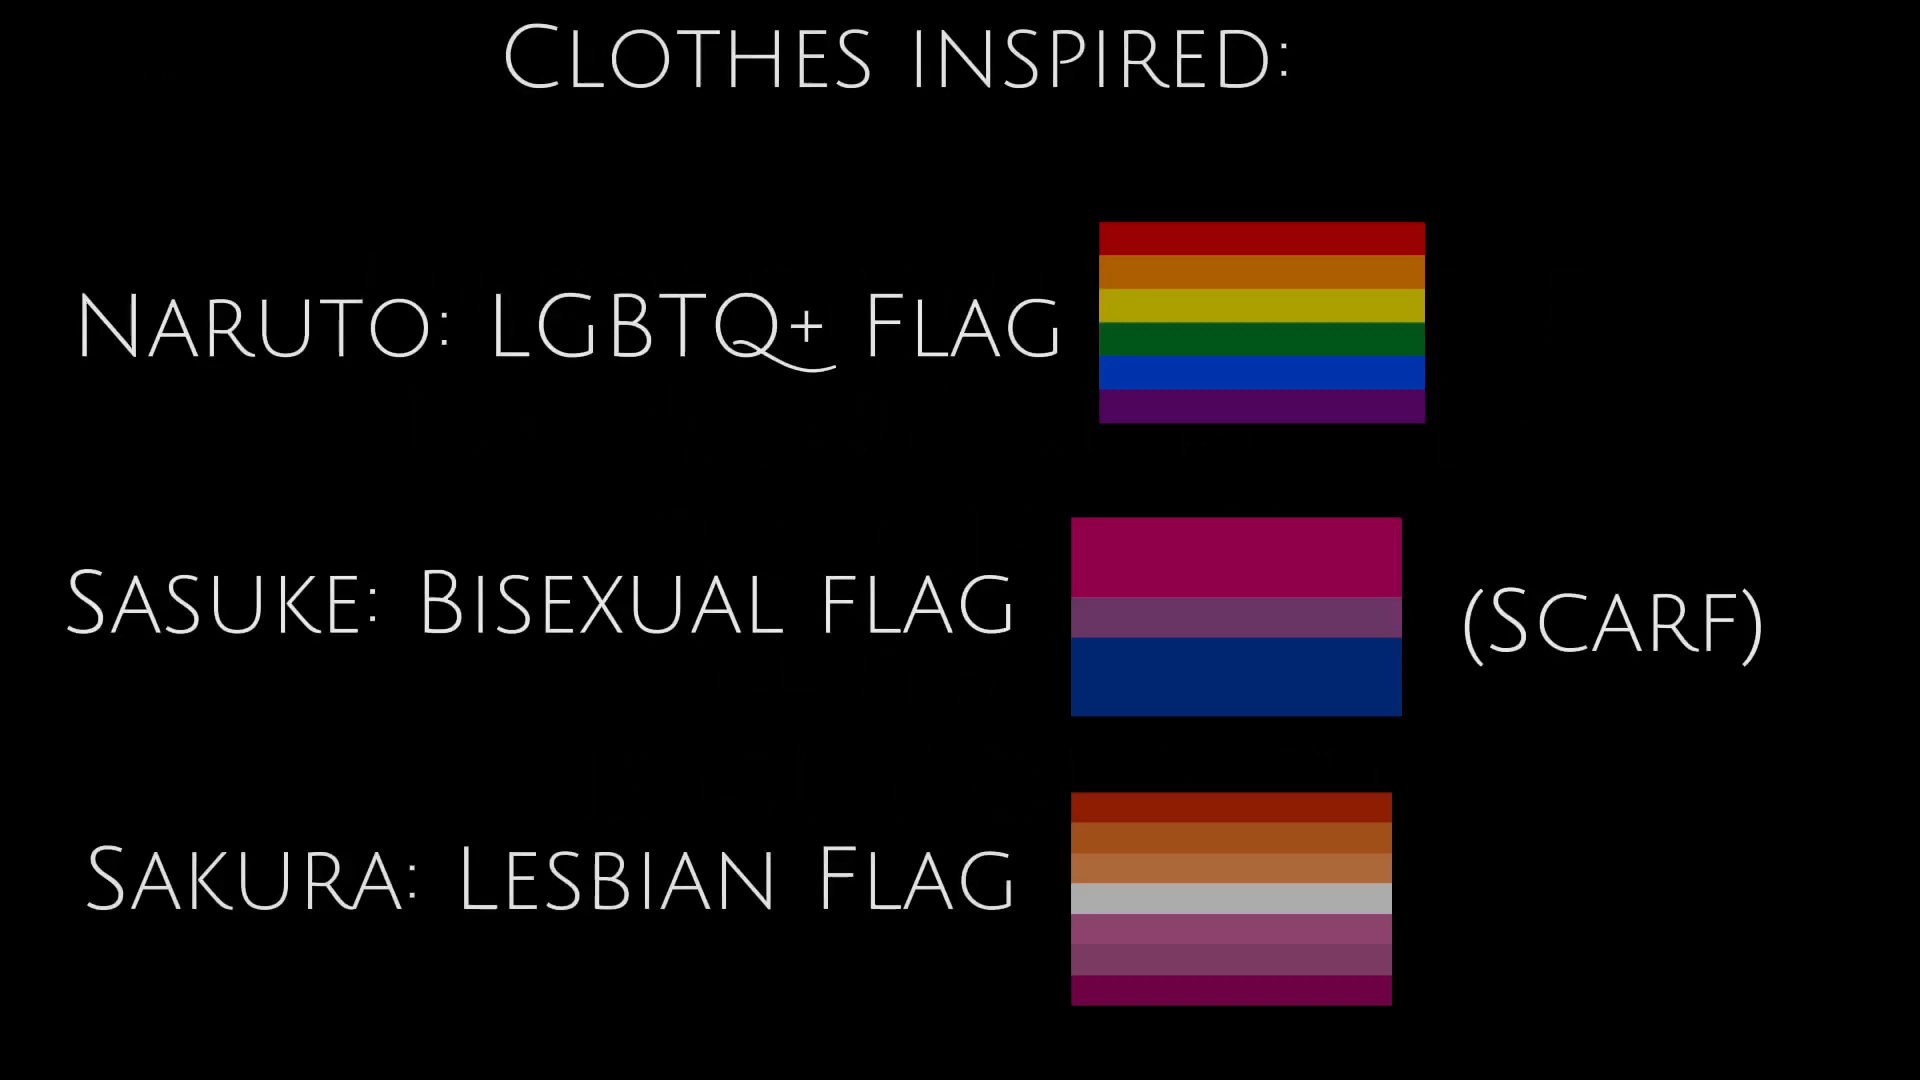 Clothes inspired:
Naruto: LGBTQ+ Flag
Sasuke: Bisexual flag (Scarf)
Sakura: Lesbian Flag